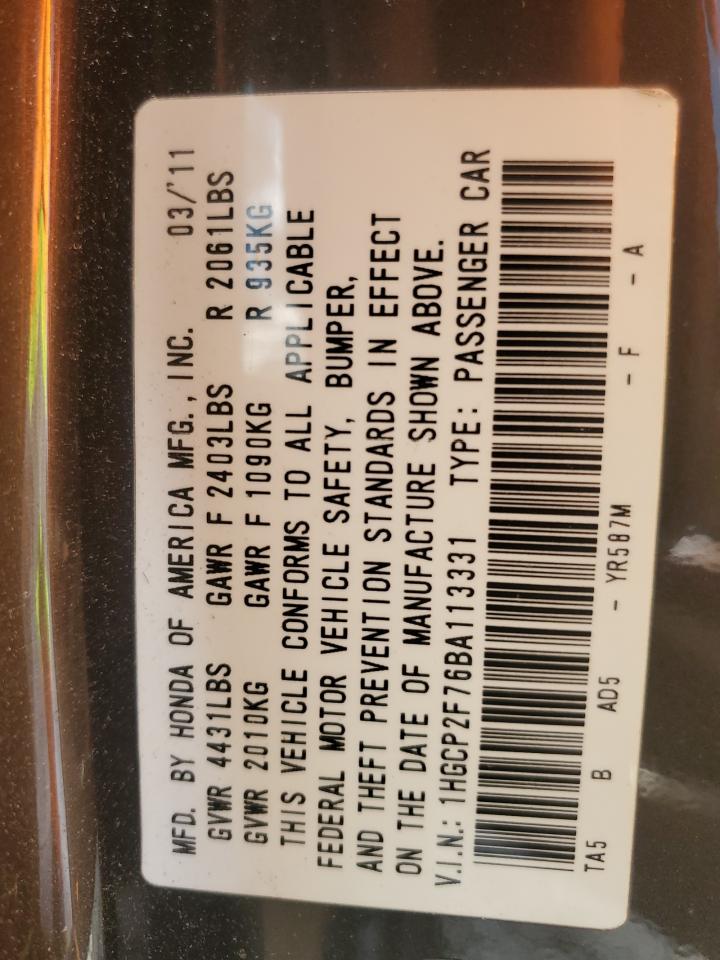 MFD. BY HONDA OF AMERICA MFG., INC. 03/'11
GVWR 4431LBS GAWR F 2403LBS R 2061LBS
GVWR 2010KG GAWR F 1090KG R 935KG
THIS VEHICLE CONFORMS TO ALL APPLICABLE
FEDERAL MOTOR VEHICLE SAFETY, BUMPER,
AND THEFT PREVENTION STANDARDS IN EFFECT
ON THE DATE OF MANUFACTURE SHOWN ABOVE.
V.I.N.: 1HGCP2F76BA113331 TYPE: PASSENGER CAR
TA5 B AD5 - YR587M - F - A